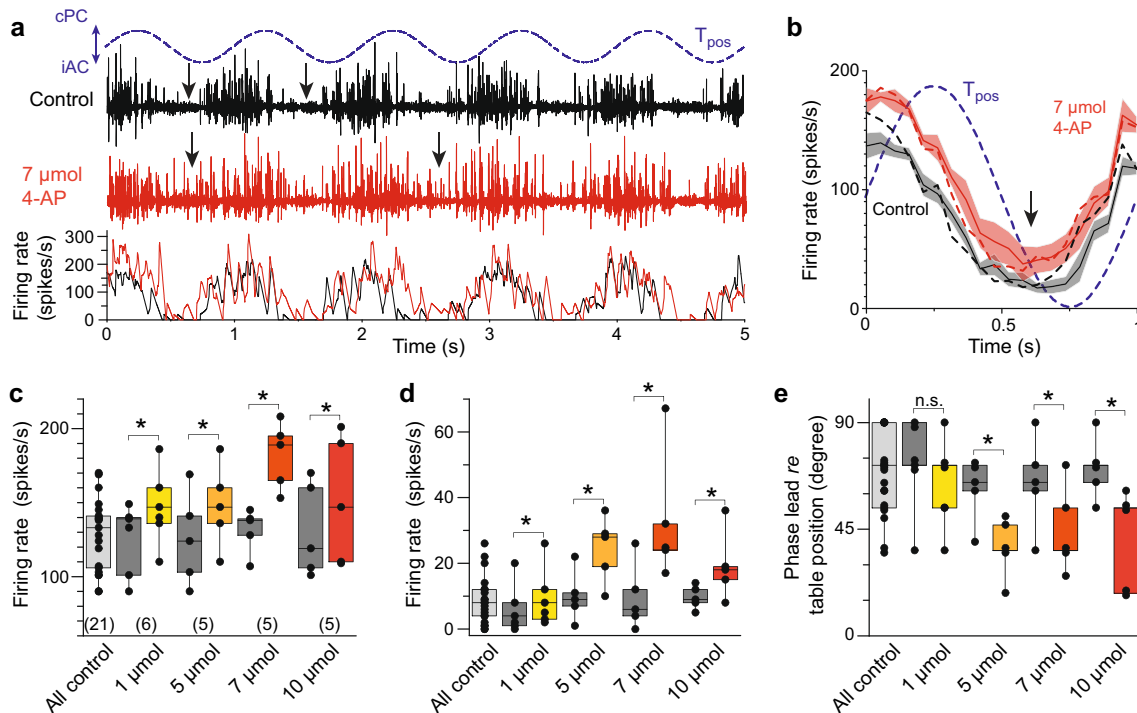 a
cPC
iAC
Tpos
Control
7 µmol
4-AP
Firing rate
(spikes/s)
300
200
100
0
0 1 2 3 4 5
Time (s)
b
Firing rate (spikes/s)
200
100
0
Tpos
7 µmol
4-AP
Control
0 0.5 1
Time (s)
c
Firing rate (spikes/s)
200
100
* * * *
(21) (6) (5) (5) (5)
All control 1 µmol 5 µmol 7 µmol 10 µmol
d
Firing rate (spikes/s)
60
40
20
0
* * * *
All control 1 µmol 5 µmol 7 µmol 10 µmol
e
Phase lead re
table position (degree)
90
45
0
n.s. * * *
All control 1 µmol 5 µmol 7 µmol 10 µmol